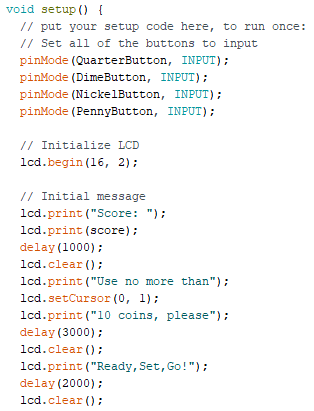 void setup() {
  // put your setup code here, to run once:
  // Set all of the buttons to input
  pinMode(QuarterButton, INPUT);
  pinMode(DimeButton, INPUT);
  pinMode(NickelButton, INPUT);
  pinMode(PennyButton, INPUT);

  // Initialize LCD
  lcd.begin(16, 2);

  // Initial message
  lcd.print("Score: ");
  lcd.print(score);
  delay(1000);
  lcd.clear();
  lcd.print("Use no more than");
  lcd.setCursor(0, 1);
  lcd.print("10 coins, please");
  delay(3000);
  lcd.clear();
  lcd.print("Ready,Set,Go!");
  delay(2000);
  lcd.clear();